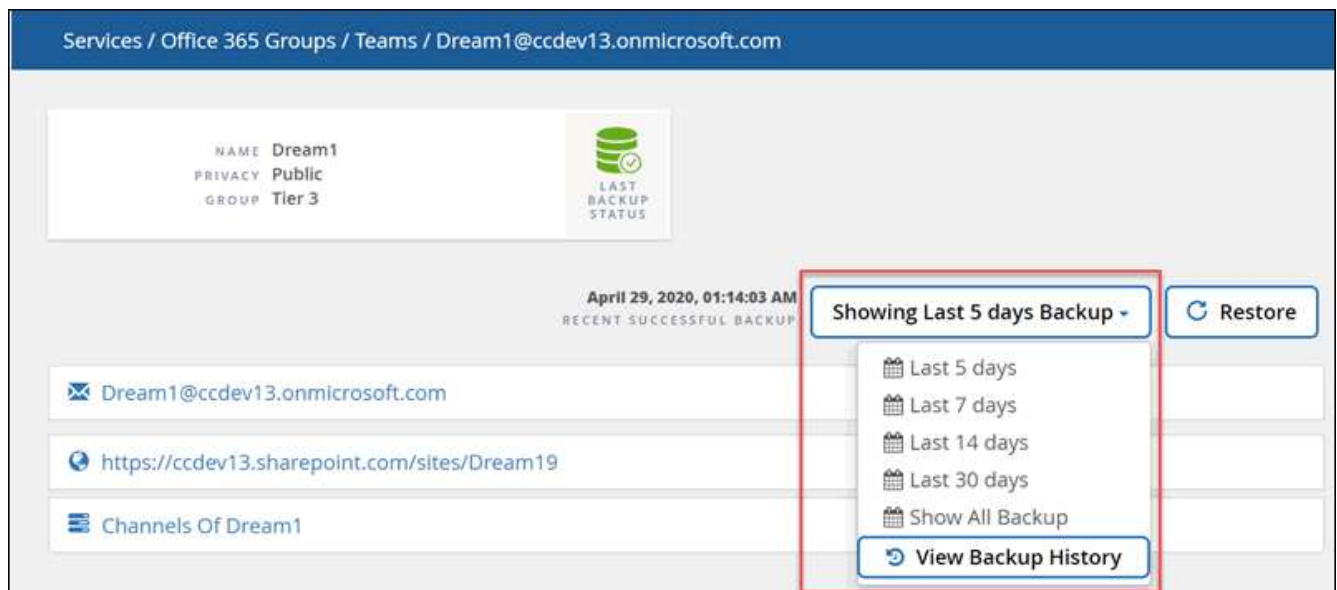 Services / Office 365 Groups / Teams / Dream1@ccdev13.onmicrosoft.com
NAME Dream1
PRIVACY Public
GROUP Tier 3
LAST
BACKUP
STATUS
April 29, 2020, 01:14:03 AM
RECENT SUCCESSFUL BACKUP
Showing Last 5 days Backup
Restore
Last 5 days
Last 7 days
Last 14 days
Last 30 days
Show All Backup
View Backup History
Dream1@ccdev13.onmicrosoft.com
https://ccdev13.sharepoint.com/sites/Dream19
Channels Of Dream1